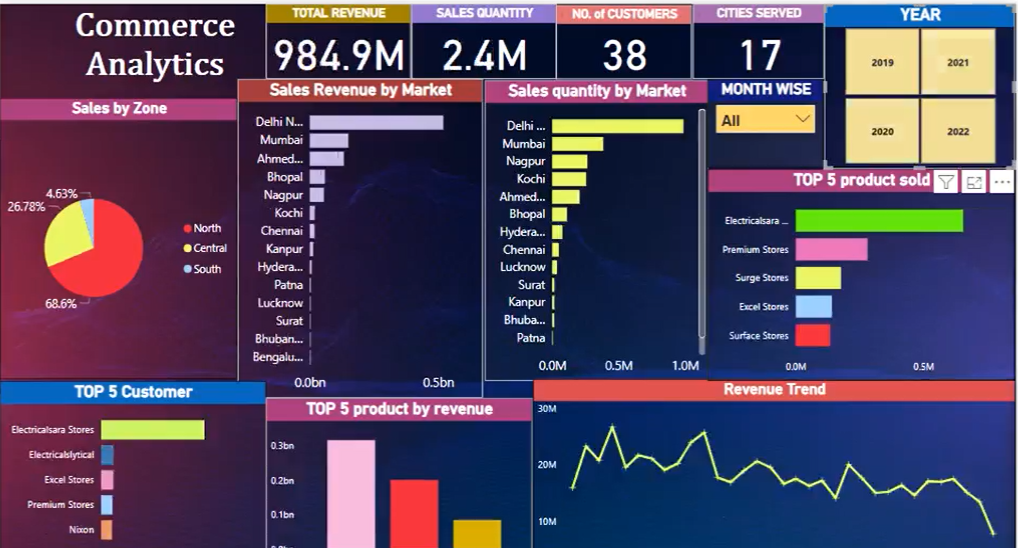 Commerce
Analytics
TOTAL REVENUE
984.9M
SALES QUANTITY
2.4M
NO. of CUSTOMERS
38
CITIES SERVED
17
YEAR
2019
2021
2020
2022
MONTH WISE
All
Sales by Zone
4.63%
26.78%
68.6%
North
Central
South
Sales Revenue by Market
Delhi N...
Mumbai
Ahmed...
Bhopal
Nagpur
Kochi
Chennai
Kanpur
Hydera...
Patna
Lucknow
Surat
Bhuban...
Bengalu...
0.0bn
0.5bn
Sales quantity by Market
Delhi ...
Mumbai
Nagpur
Kochi
Ahmed...
Bhopal
Hydera...
Chennai
Lucknow
Surat
Kanpur
Bhuba...
Patna
0.0M
0.5M
1.0M
TOP 5 product sold
Electricalsara ...
Premium Stores
Surge Stores
Excel Stores
Surface Stores
0.0M
0.5M
TOP 5 Customer
Electricalsara Stores
Electricalslytical
Excel Stores
Premium Stores
Nixon
TOP 5 product by revenue
0.3bn
0.2bn
0.1bn
Revenue Trend
30M
20M
10M